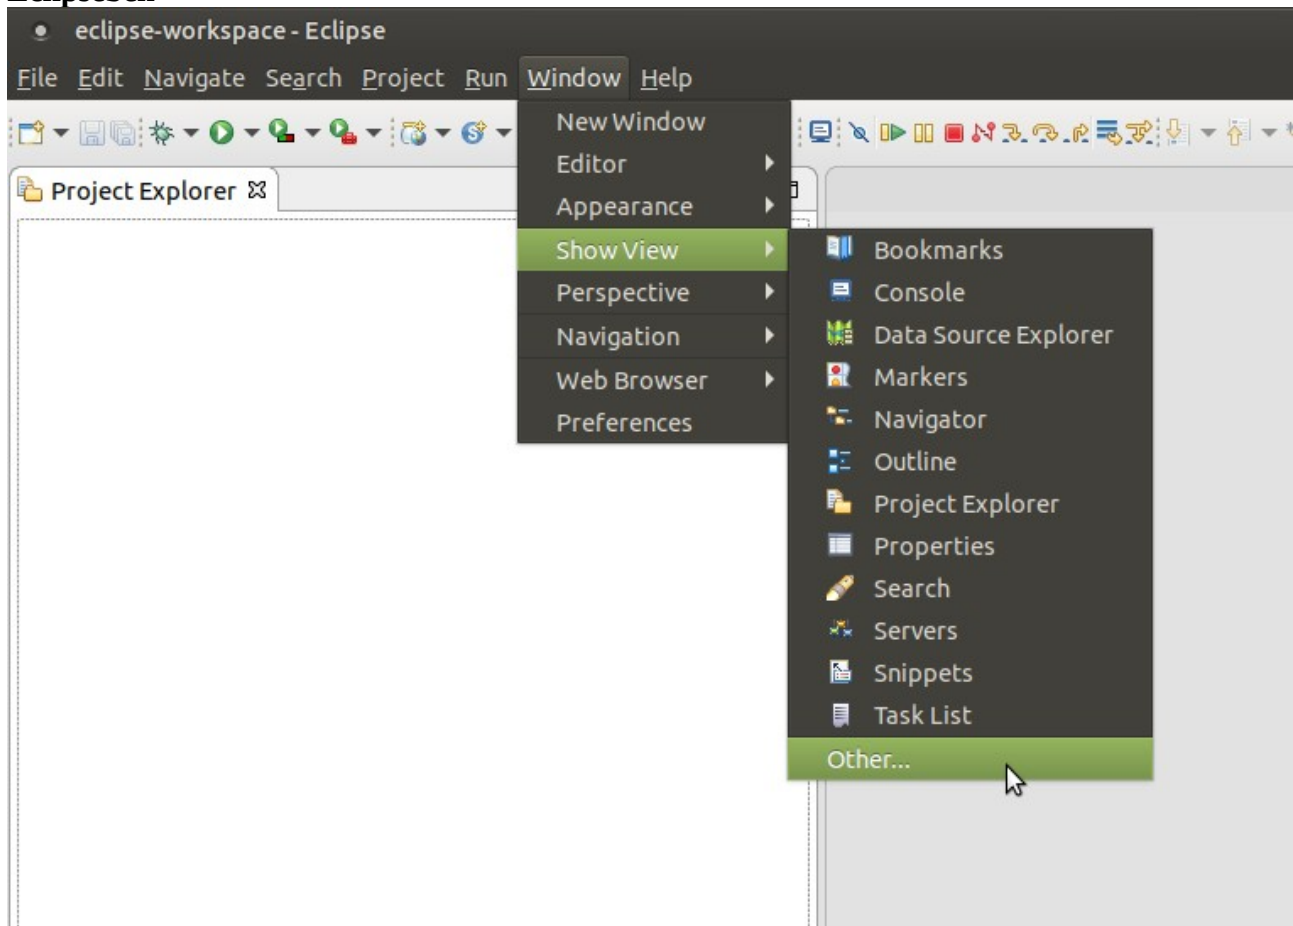 eclipse-workspace - Eclipse
File Edit Navigate Search Project Run Window Help
New Window
Editor
Project Explorer
Appearance
Show View
Bookmarks
Perspective
Console
Navigation
Data Source Explorer
Web Browser
Markers
Preferences
Navigator
Outline
Project Explorer
Properties
Search
Servers
Snippets
Task List
Other...